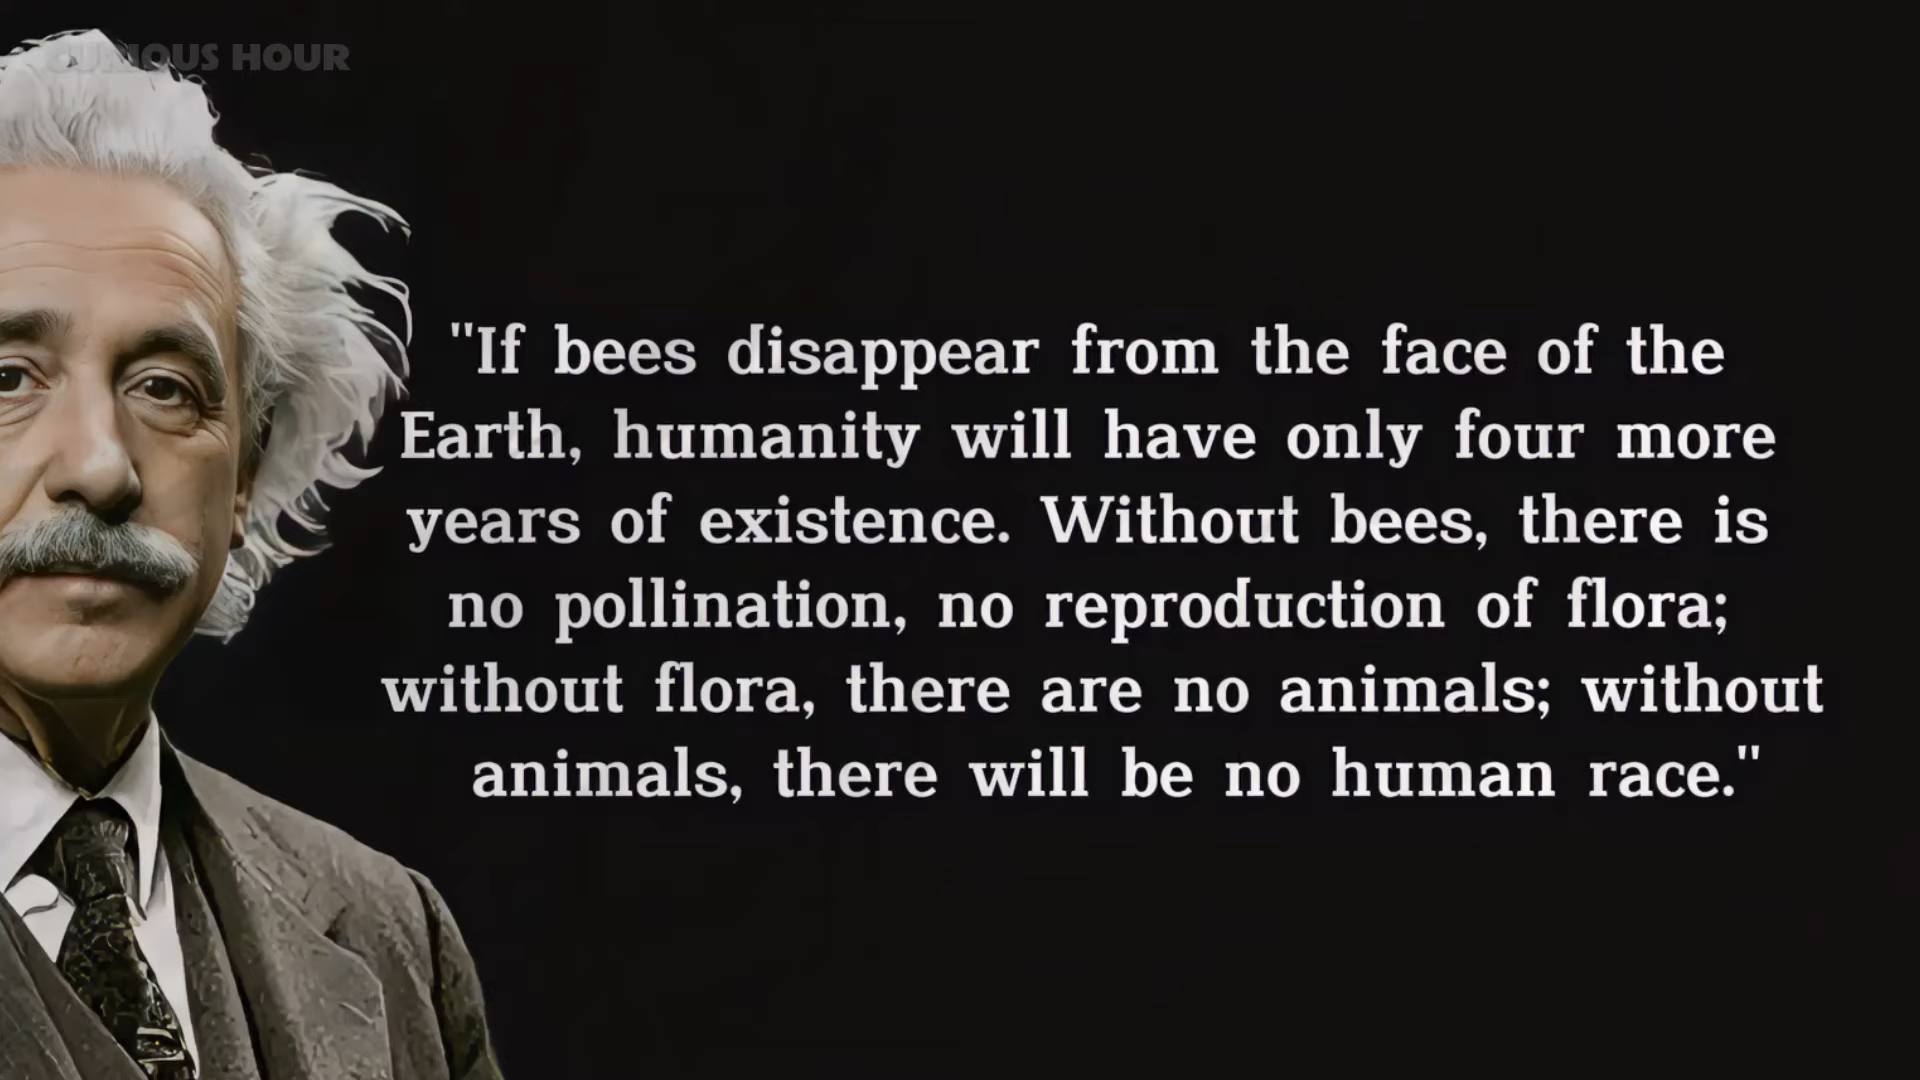 CURIOUS HOUR
"If bees disappear from the face of the
Earth, humanity will have only four more
years of existence. Without bees, there is
no pollination, no reproduction of flora;
without flora, there are no animals; without
animals, there will be no human race."